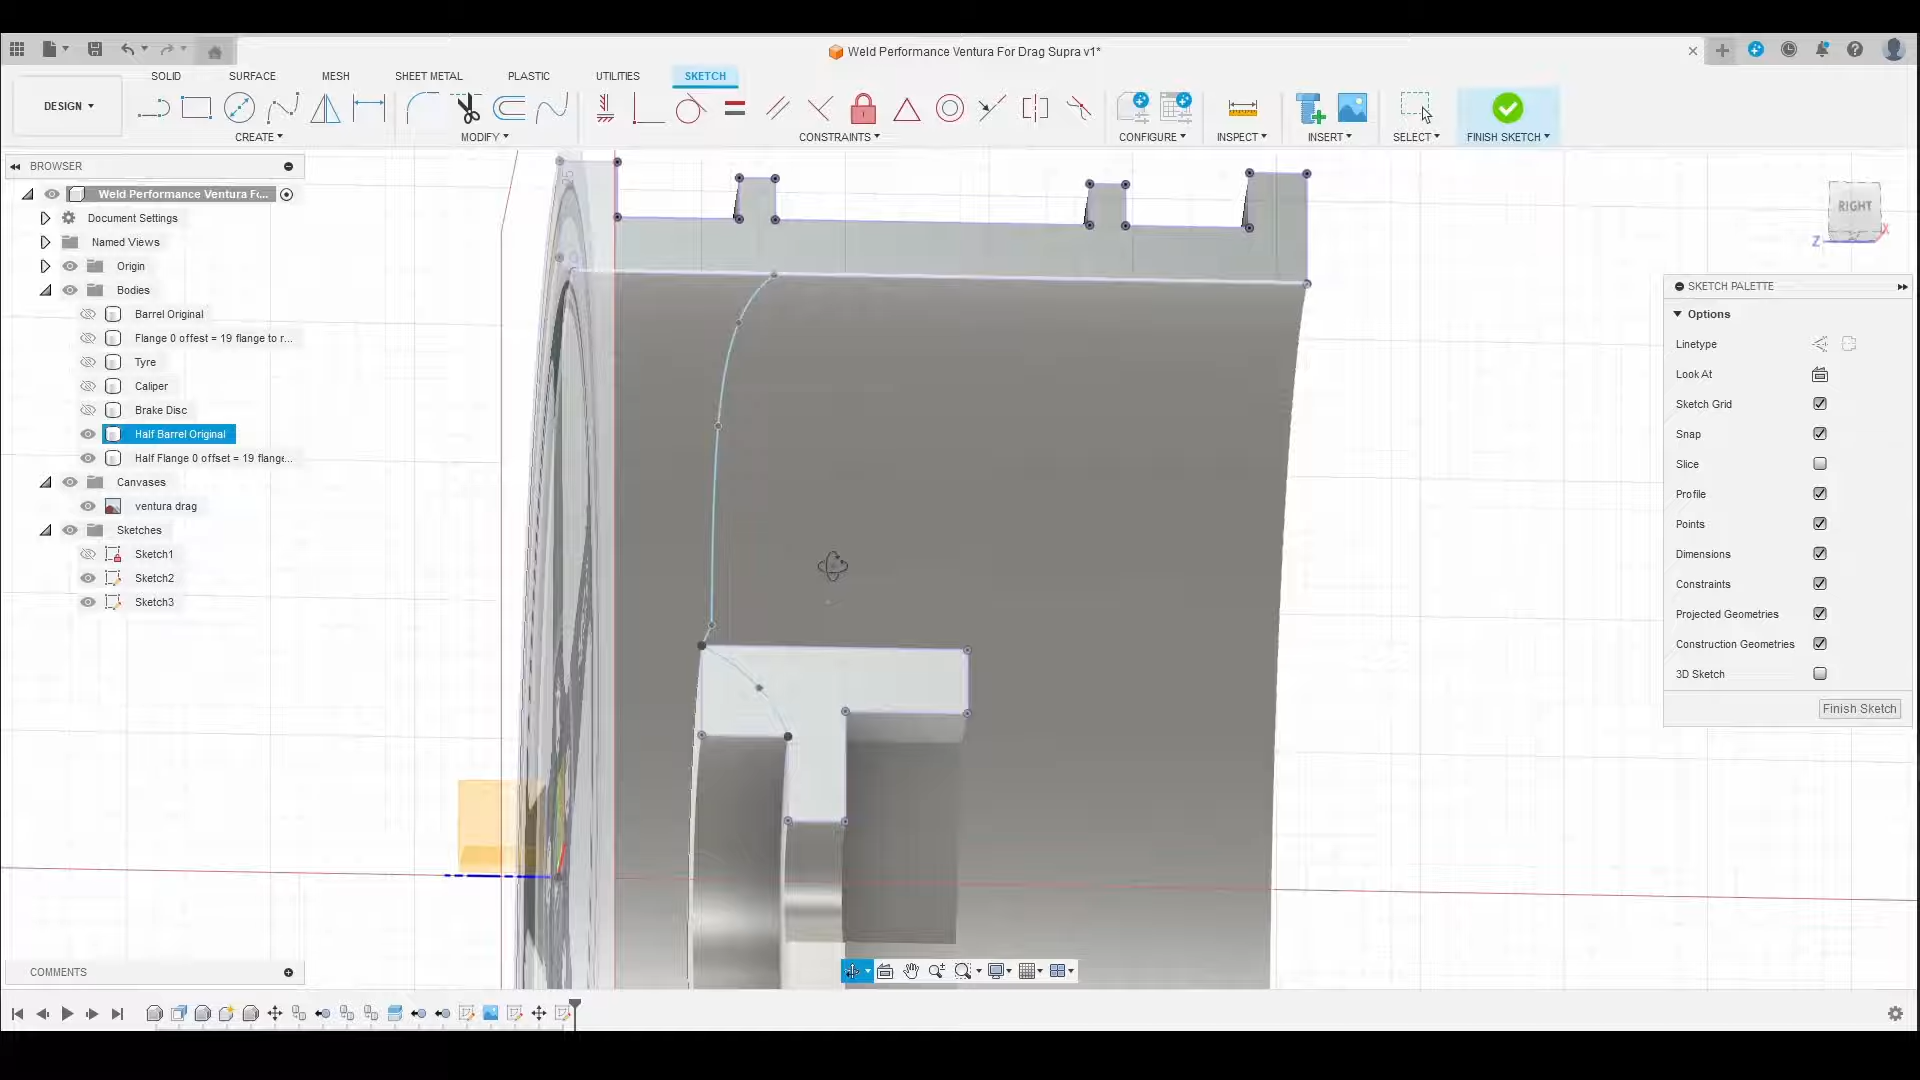 Weld Performance Ventura For Drag Supra v1*
SOLID SURFACE MESH SHEET METAL PLASTIC UTILITIES SKETCH
DESIGN
CREATE MODIFY CONSTRAINTS CONFIGURE INSPECT INSERT SELECT FINISH SKETCH
BROWSER
Weld Performance Ventura Fc...
Document Settings
Named Views
Origin
Bodies
Barrel Original
Flange 0 offest = 19 flange to r...
Tyre
Caliper
Brake Disc
Half Barrel Original
Half Flange 0 offset = 19 flange...
Canvases
ventura drag
Sketches
Sketch1
Sketch2
Sketch3
RIGHT
Z
X
SKETCH PALETTE
Options
Linetype
Look At
Sketch Grid
Snap
Slice
Profile
Points
Dimensions
Constraints
Projected Geometries
Construction Geometries
3D Sketch
Finish Sketch
COMMENTS